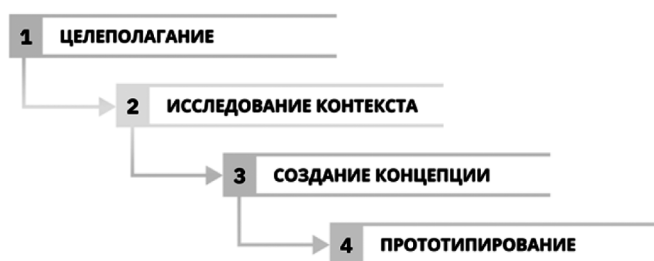 1 ЦЕЛЕПОЛАГАНИЕ
2 ИССЛЕДОВАНИЕ КОНТЕКСТА
3 СОЗДАНИЕ КОНЦЕПЦИИ
4 ПРОТОТИПИРОВАНИЕ